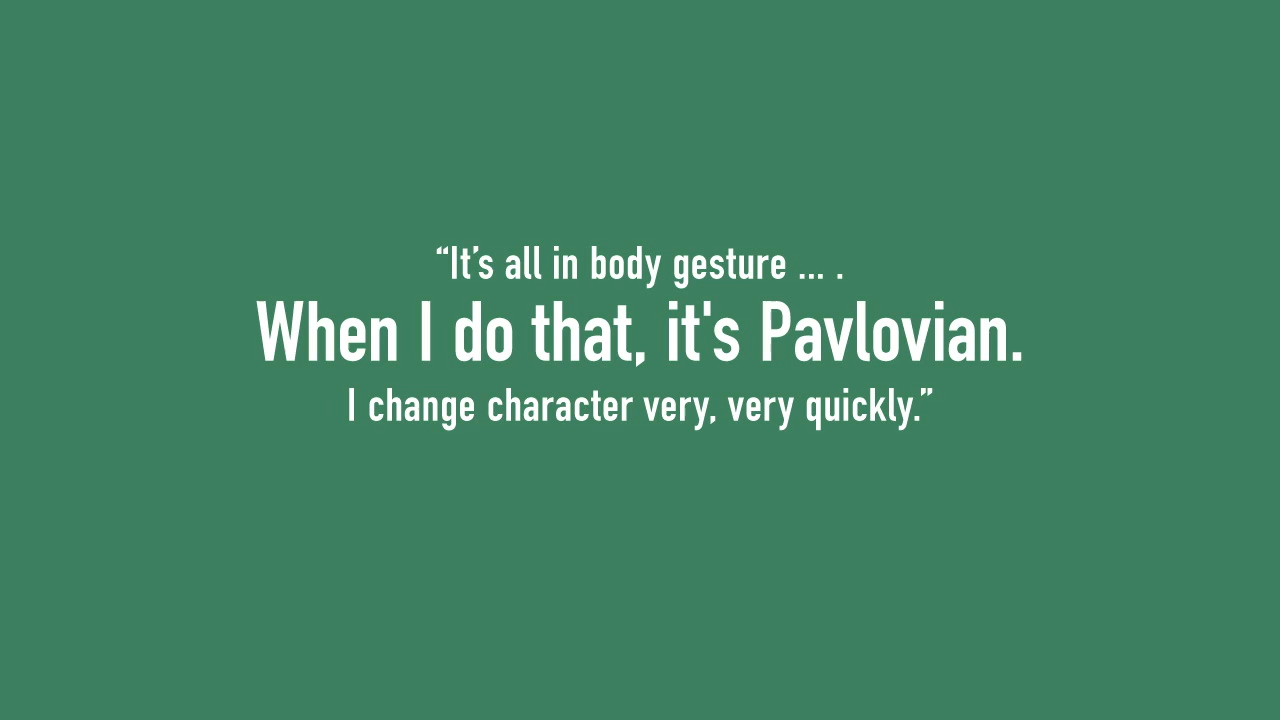 “It’s all in body gesture ... .
When I do that, it's Pavlovian.
I change character very, very quickly.”